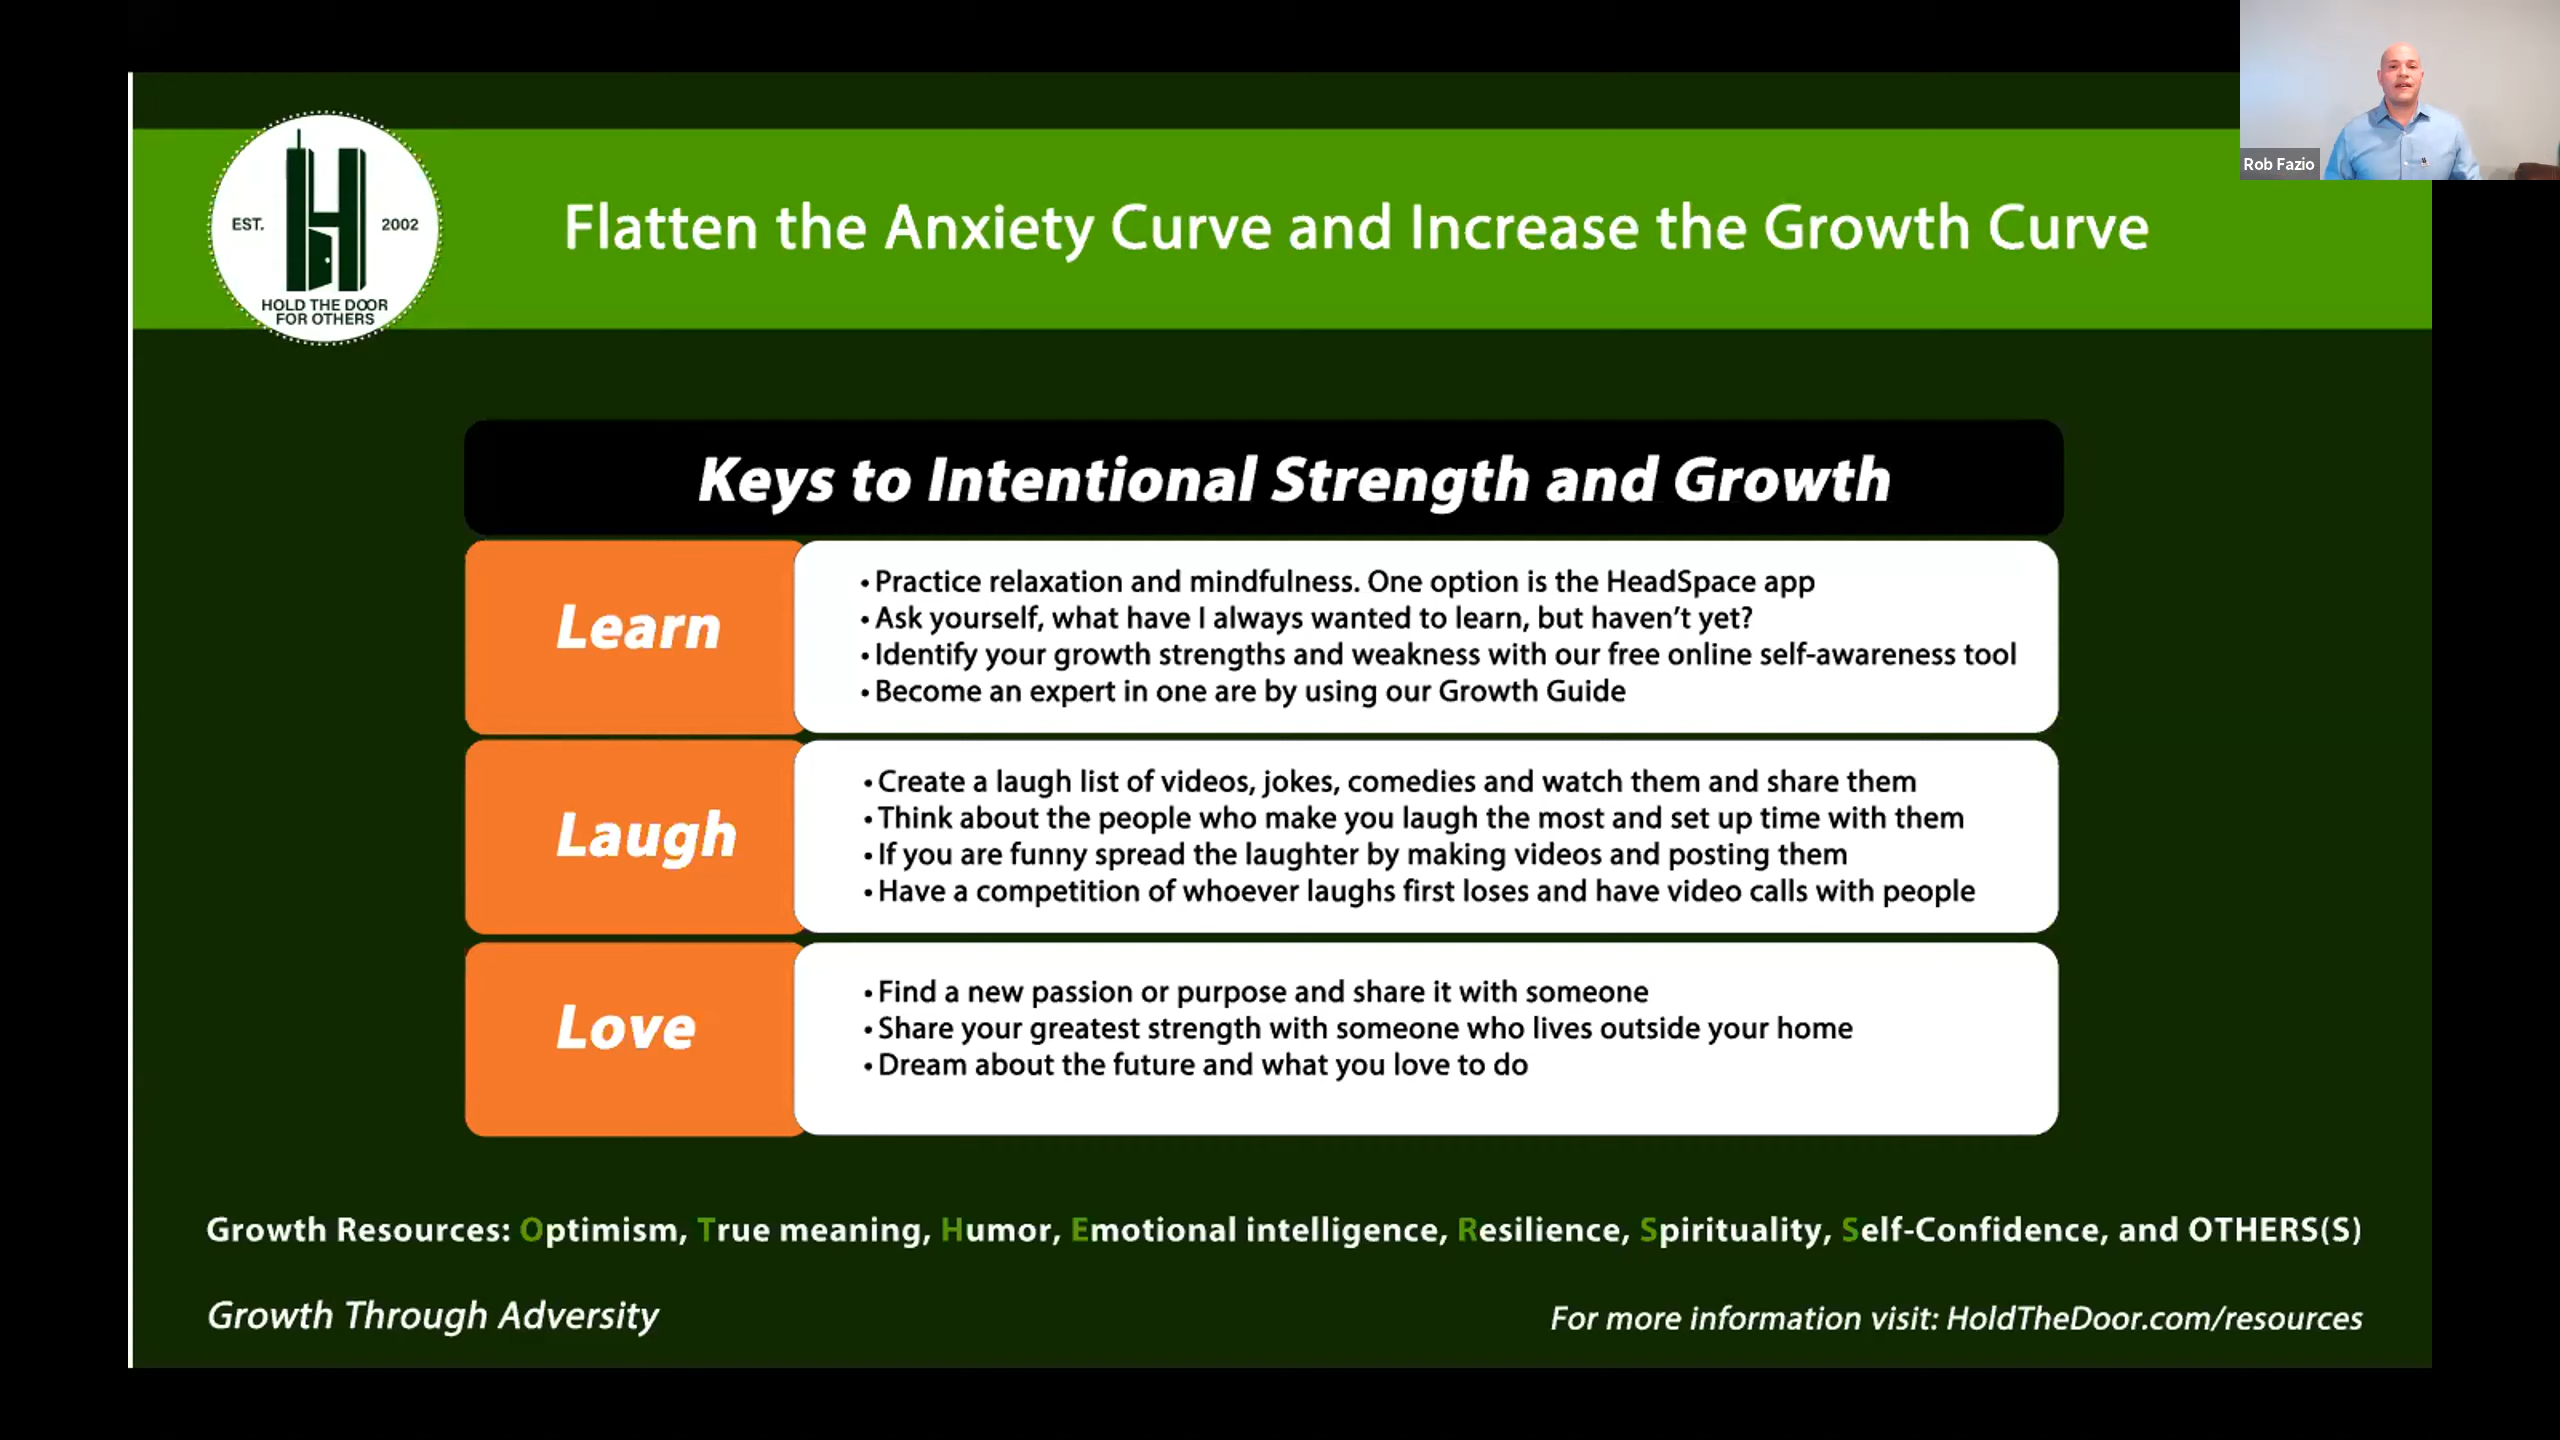 Rob Fazio
EST.
2002
HOLD THE DOOR
FOR OTHERS
Flatten the Anxiety Curve and Increase the Growth Curve
Keys to Intentional Strength and Growth
Learn
• Practice relaxation and mindfulness. One option is the HeadSpace app
• Ask yourself, what have I always wanted to learn, but haven't yet?
• Identify your growth strengths and weakness with our free online self-awareness tool
• Become an expert in one are by using our Growth Guide
Laugh
• Create a laugh list of videos, jokes, comedies and watch them and share them
• Think about the people who make you laugh the most and set up time with them
• If you are funny spread the laughter by making videos and posting them
• Have a competition of whoever laughs first loses and have video calls with people
Love
• Find a new passion or purpose and share it with someone
• Share your greatest strength with someone who lives outside your home
• Dream about the future and what you love to do
Growth Resources: Optimism, True meaning, Humor, Emotional intelligence, Resilience, Spirituality, Self-Confidence, and OTHERS(S)
Growth Through Adversity
For more information visit: HoldTheDoor.com/resources